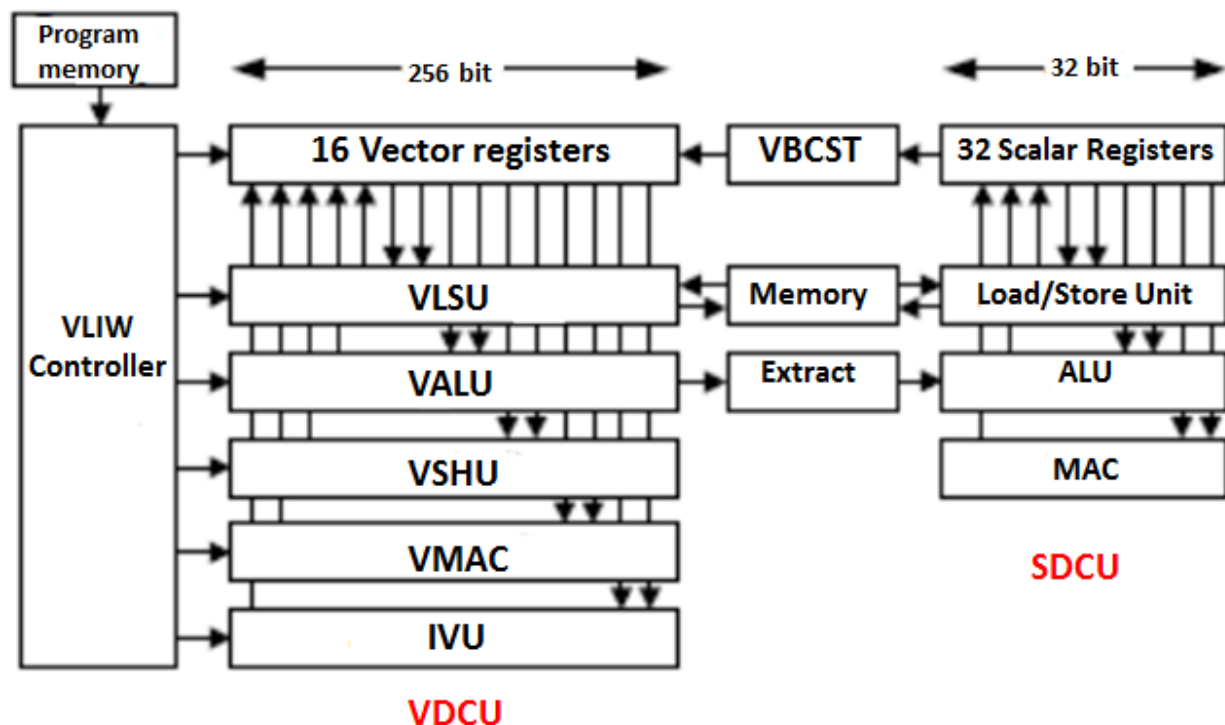 Program
memory
256 bit
32 bit
16 Vector registers
VBCST
32 Scalar Registers
VLIW
Controller
VLSU
Memory
Load/Store Unit
VALU
Extract
ALU
VSHU
MAC
VMAC
SDCU
IVU
VDCU